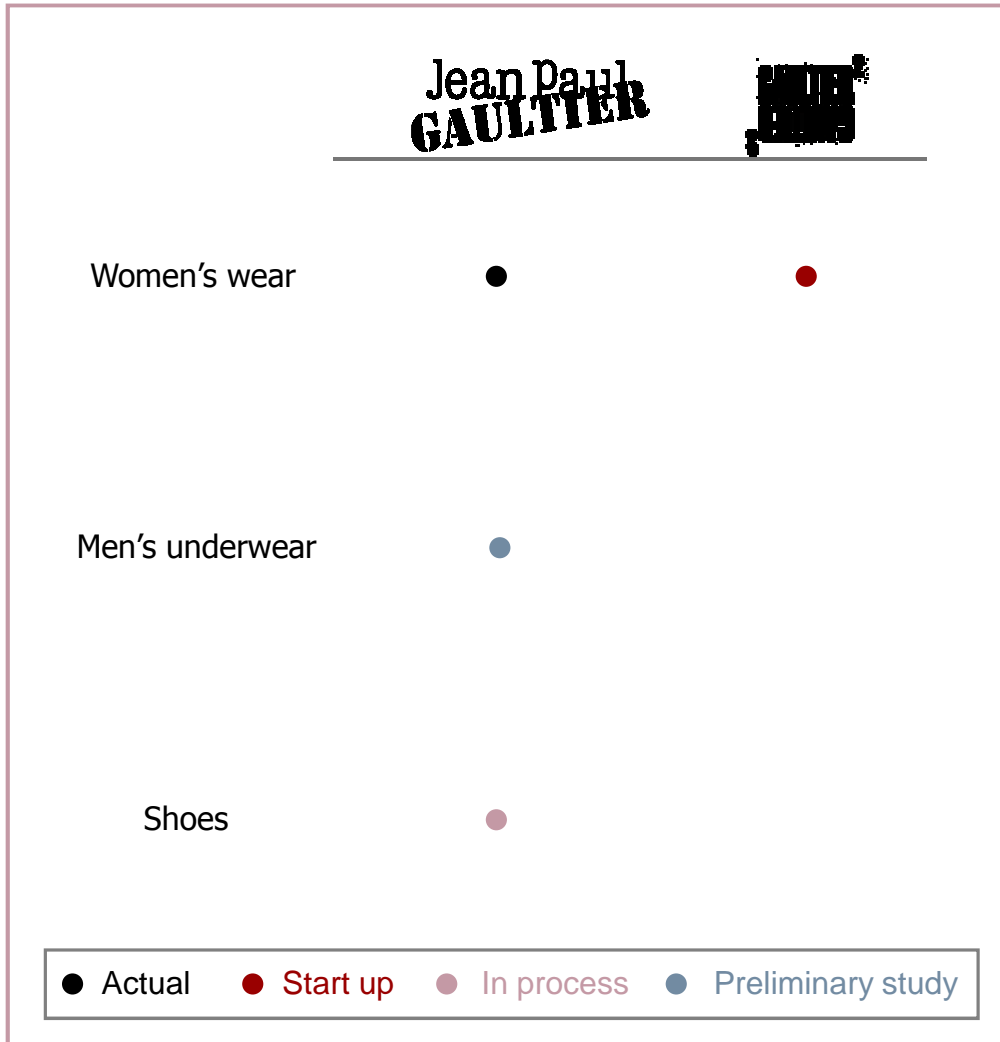 Jean Paul
GAULTIER
Women’s wear
Men’s underwear
Shoes
Actual Start up In process Preliminary study